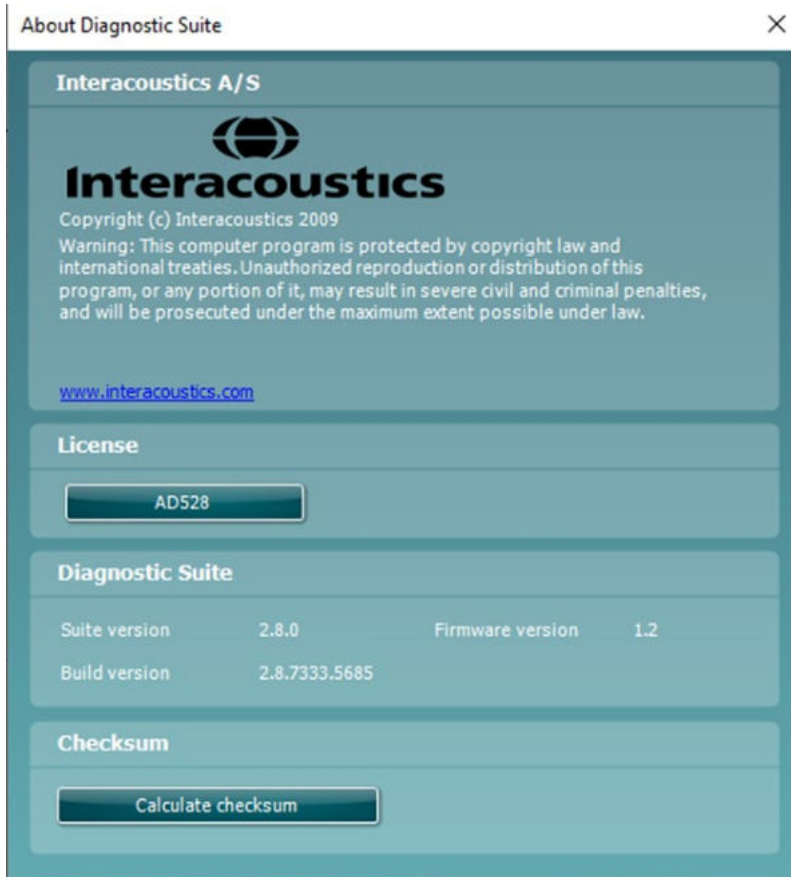 About Diagnostic Suite
Interacoustics A/S
Interacoustics
Copyright (c) Interacoustics 2009
Warning: This computer program is protected by copyright law and
international treaties. Unauthorized reproduction or distribution of this
program, or any portion of it, may result in severe civil and criminal penalties,
and will be prosecuted under the maximum extent possible under law.
www.interacoustics.com
License
AD528
Diagnostic Suite
Suite version 2.8.0 Firmware version 1.2
Build version 2.8.7333.5685
Checksum
Calculate checksum